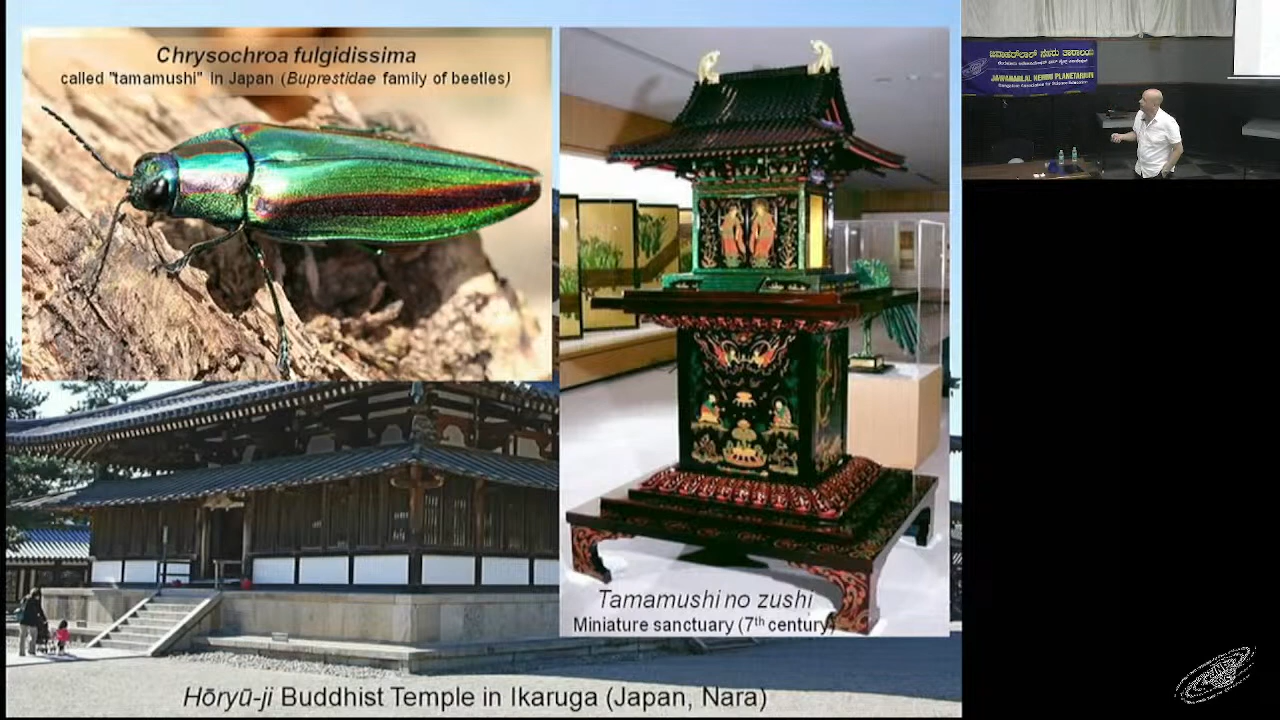 Chrysochroa fulgidissima
called "tamamushi" in Japan (Buprestidae family of beetles)
Tamamushi no zushi
Miniature sanctuary (7th century)
Hōryū-ji Buddhist Temple in Ikaruga (Japan, Nara)
JAWAHARLAL NEHRU PLANETARIUM
Bangalore Association for Science Education